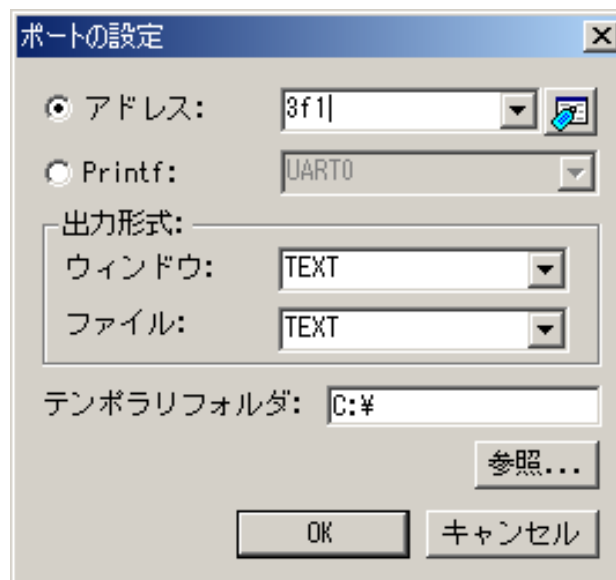 ポートの設定
アドレス: 3f1
Printf: UART0
出力形式:
ウィンドウ: TEXT
ファイル: TEXT
テンポラリフォルダ: C:¥
参照...
OK キャンセル